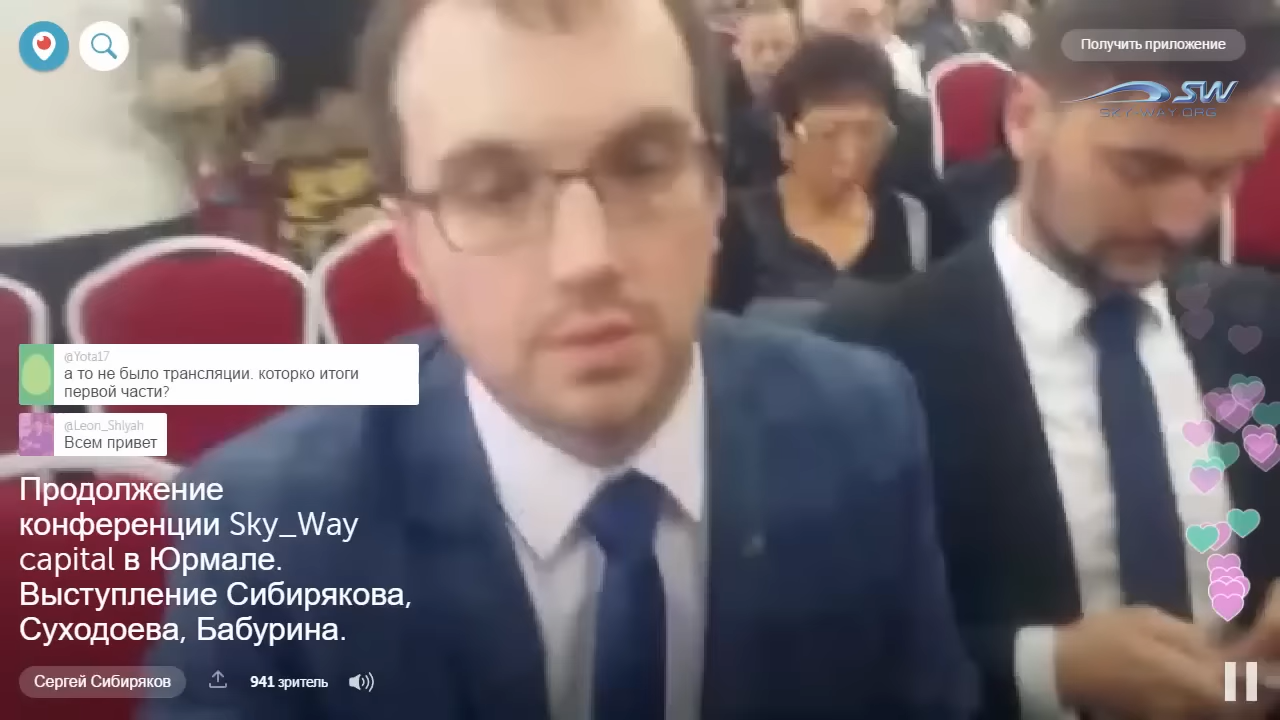 Получить приложение
SW
SKY-WAY.ORG
@Yota17
а то не было трансляции. которко итоги
первой части?
@Leon_Shlyah
Всем привет
Продолжение
конференции Sky_Way
capital в Юрмале.
Выступление Сибирякова,
Суходоева, Бабурина.
Сергей Сибиряков
941 зритель